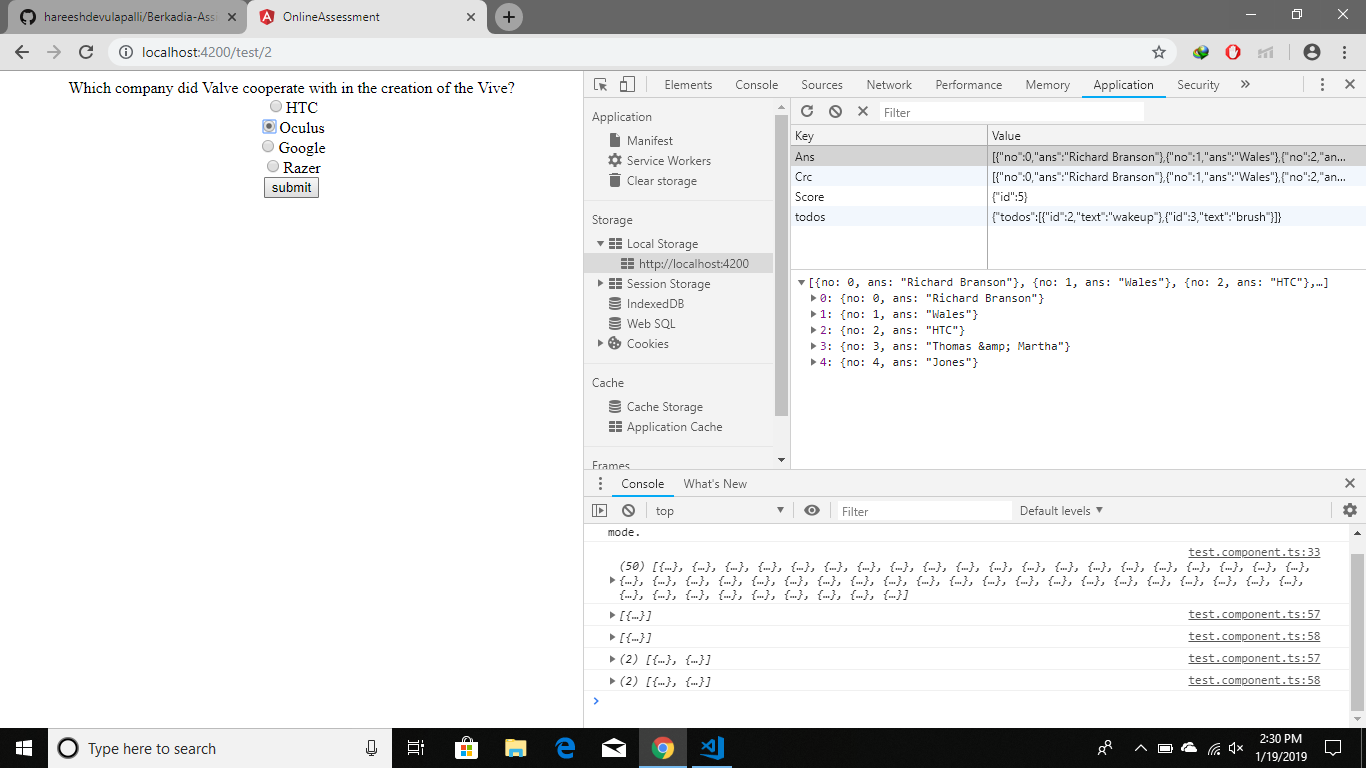 hareeshdevulapalli/Berkadia-Ass
OnlineAssessment
localhost:4200/test/2
Which company did Valve cooperate with in the creation of the Vive?
HTC
Oculus
Google
Razer
submit
Elements Console Sources Network Performance Memory Application Security
Application
Manifest
Service Workers
Clear storage
Storage
Local Storage
http://localhost:4200
Session Storage
IndexedDB
Web SQL
Cookies
Cache
Cache Storage
Application Cache
Frames
Filter
Key Value
Ans [{"no":0,"ans":"Richard Branson"},{"no":1,"ans":"Wales"},{"no":2,"an...
Crc [{"no":0,"ans":"Richard Branson"},{"no":1,"ans":"Wales"},{"no":2,"an...
Score {"id":5}
todos {"todos":[{"id":2,"text":"wakeup"},{"id":3,"text":"brush"}]}
[{no: 0, ans: "Richard Branson"}, {no: 1, ans: "Wales"}, {no: 2, ans: "HTC"},…]
0: {no: 0, ans: "Richard Branson"}
1: {no: 1, ans: "Wales"}
2: {no: 2, ans: "HTC"}
3: {no: 3, ans: "Thomas &amp; Martha"}
4: {no: 4, ans: "Jones"}
Console What's New
top Filter Default levels
mode.
test.component.ts:33
(50) [{…}, {…}, {…}, {…}, {…}, {…}, {…}, {…}, {…}, {…}, {…}, {…}, {…}, {…}, {…}, {…}, {…}, {…}, {…}, {…},
{…}, {…}, {…}, {…}, {…}, {…}, {…}, {…}, {…}, {…}, {…}, {…}, {…}, {…}, {…}, {…}, {…}, {…}, {…}, {…}, {…},
{…}, {…}, {…}, {…}, {…}, {…}, {…}, {…}, {…}]
[{…}] test.component.ts:57
[{…}] test.component.ts:58
(2) [{…}, {…}] test.component.ts:57
(2) [{…}, {…}] test.component.ts:58
Type here to search
2:30 PM
1/19/2019